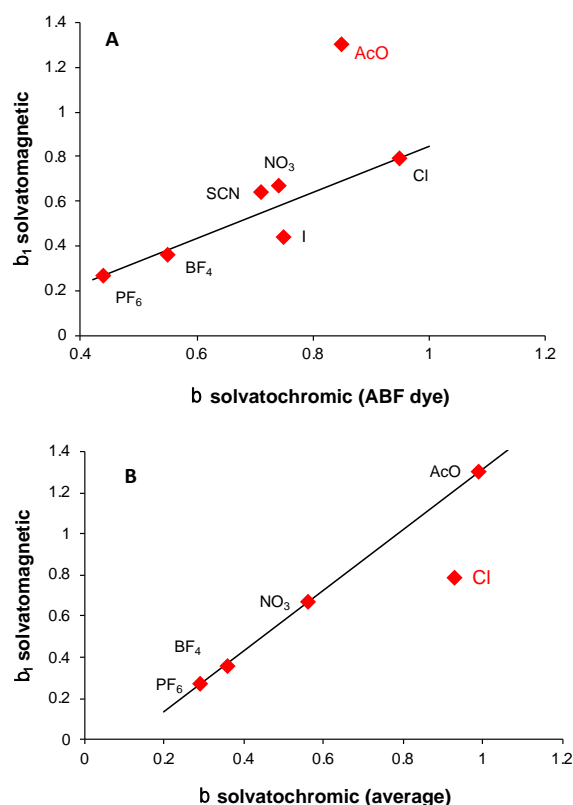 1.4
A
1.2
AcO
1
b₁ solvatomagnetic
0.8
NO₃
Cl
SCN
0.6
0.4
I
BF₄
0.2
PF₆
0
0.4
0.6
0.8
1
1.2
b solvatochromic (ABF dye)
1.4
B
AcO
1.2
1
b₁ solvatomagnetic
0.8
Cl
NO₃
0.6
0.4
BF₄
PF₆
0.2
0
0
0.2
0.4
0.6
0.8
1
1.2
b solvatochromic (average)